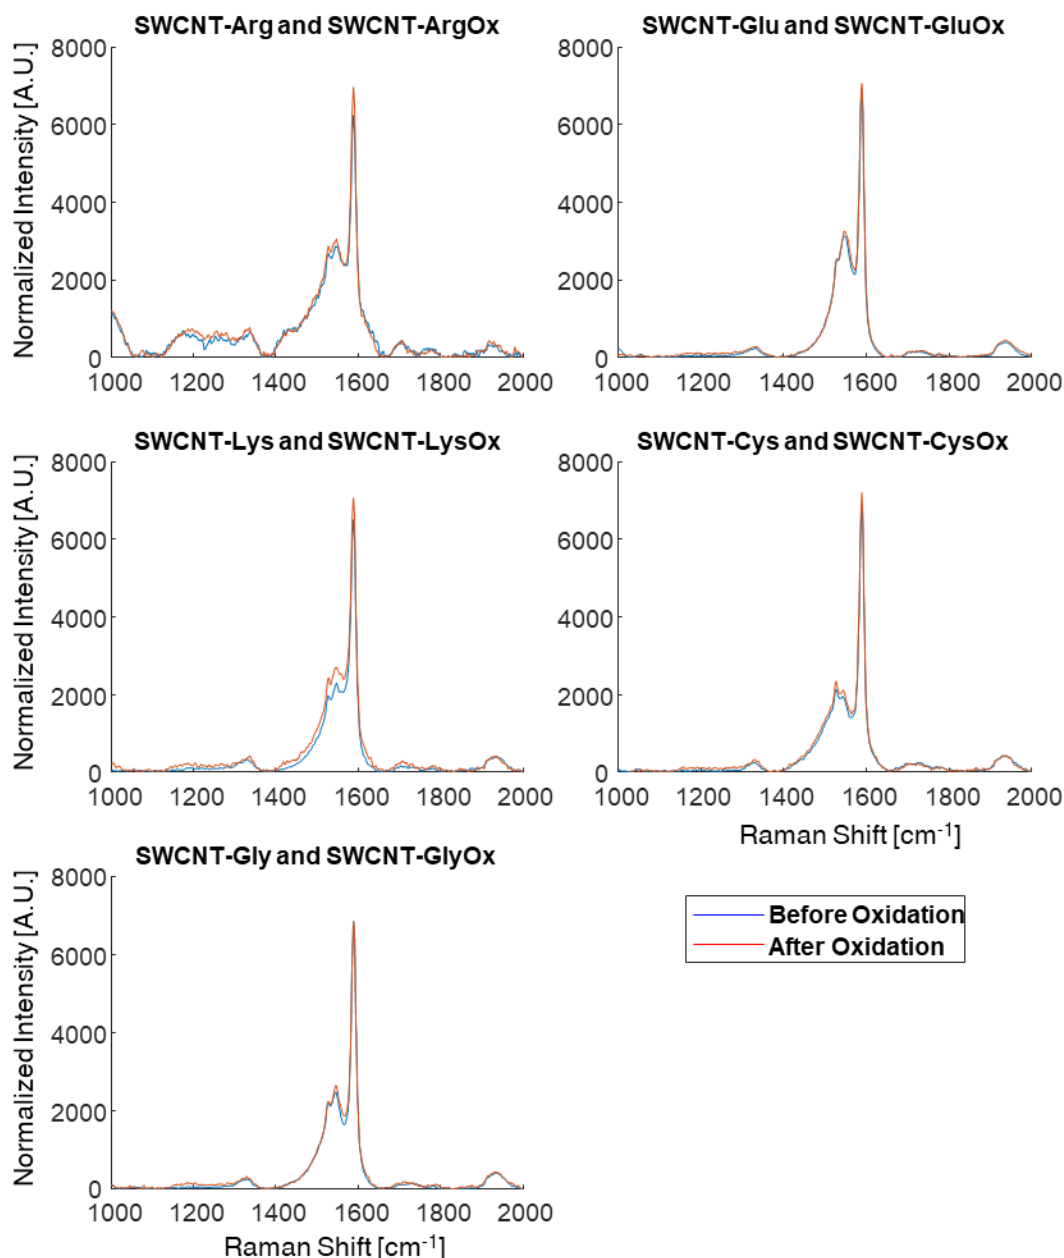 SWCNT-Arg and SWCNT-ArgOx
Normalized Intensity [A.U.]
8000
6000
4000
2000
0
1000 1200 1400 1600 1800 2000
SWCNT-Glu and SWCNT-GluOx
8000
6000
4000
2000
0
1000 1200 1400 1600 1800 2000
SWCNT-Lys and SWCNT-LysOx
Normalized Intensity [A.U.]
8000
6000
4000
2000
0
1000 1200 1400 1600 1800 2000
SWCNT-Cys and SWCNT-CysOx
8000
6000
4000
2000
0
1000 1200 1400 1600 1800 2000
Raman Shift [cm⁻¹]
SWCNT-Gly and SWCNT-GlyOx
Normalized Intensity [A.U.]
8000
6000
4000
2000
0
1000 1200 1400 1600 1800 2000
Raman Shift [cm⁻¹]
Before Oxidation
After Oxidation